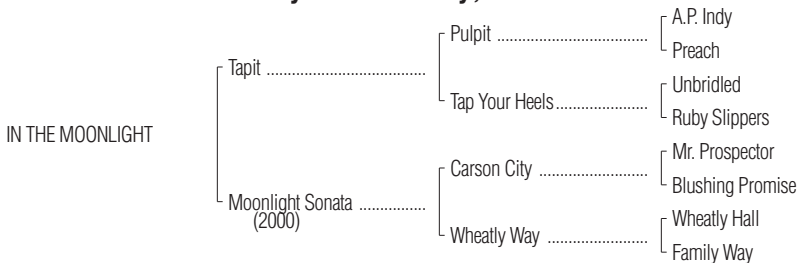 Pulpit ........................................
A.P. Indy
Preach
Tapit ..........................................
Tap Your Heels.........................
Unbridled
Ruby Slippers
IN THE MOONLIGHT
Carson City .............................
Mr. Prospector
Blushing Promise
Moonlight Sonata ..................
(2000)
Wheatly Way ...........................
Wheatly Hall
Family Way